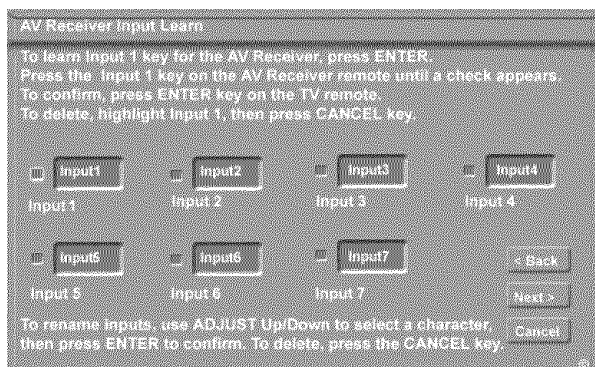 AV Receiver Input Learn
To learn Input 1 key for the AV Receiver, press ENTER.
Press the Input 1 key on the AV Receiver remote until a check appears.
To confirm, press ENTER key on the TV remote.
To delete, highlight Input 1, then press CANCEL key.
Input1 Input2 Input3 Input4
Input 1 Input 2 Input 3 Input 4
Input5 Input6 Input7
< Back
Input 5 Input 6 Input 7
Next >
To rename inputs, use ADJUST Up/Down to select a character,
Cancel
then press ENTER to confirm. To delete, press the CANCEL key.
®